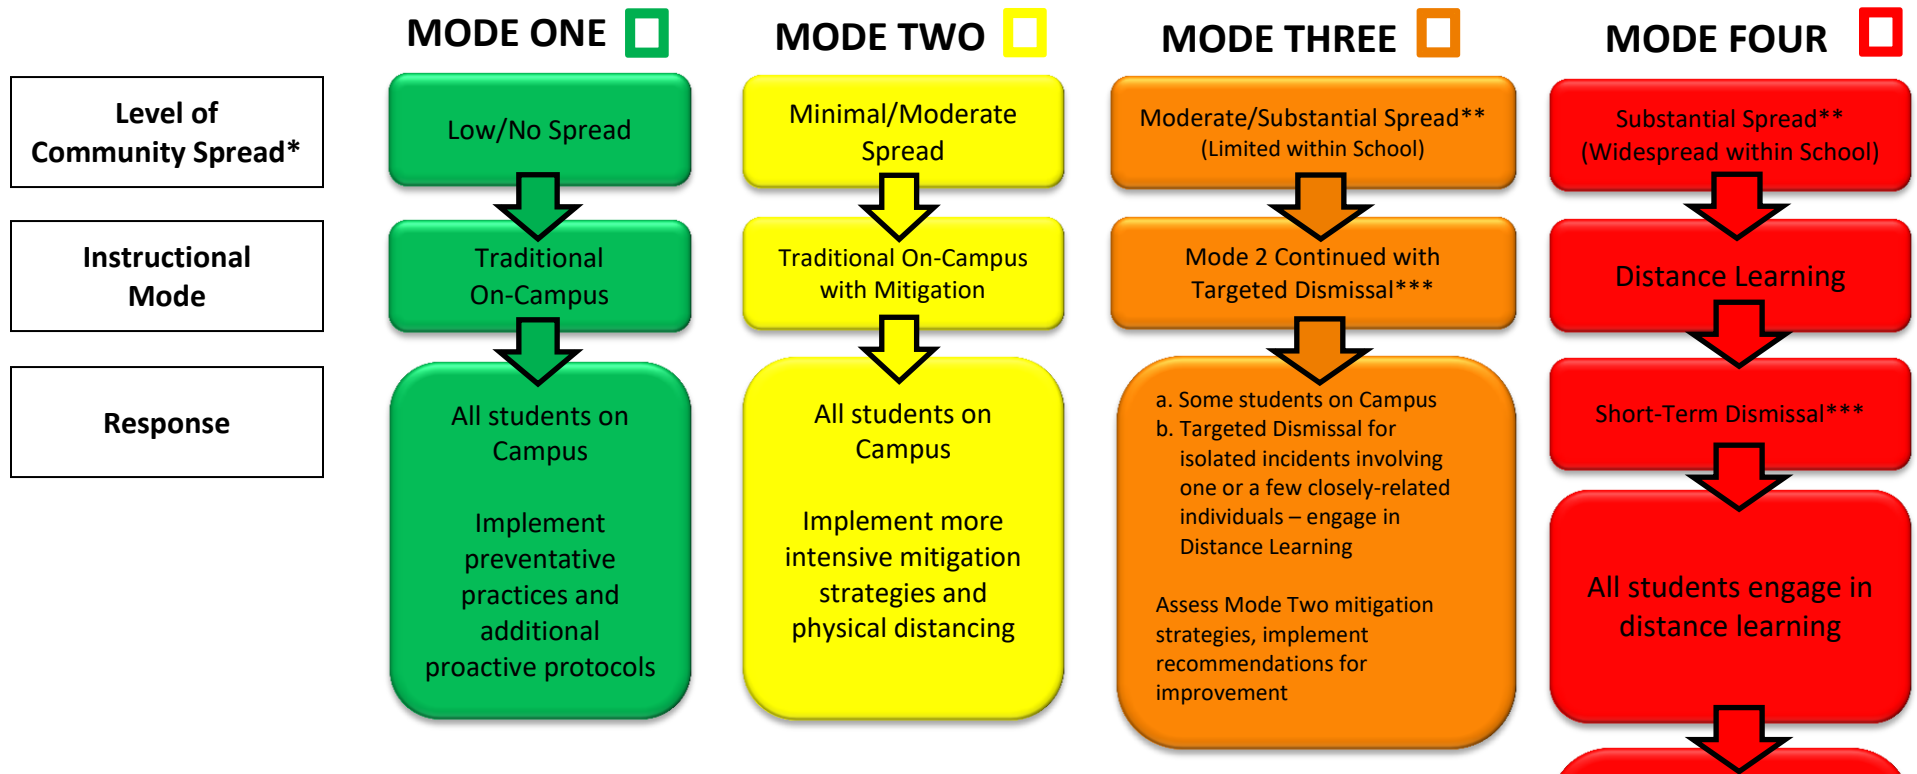 MODE ONE
MODE TWO
MODE THREE
MODE FOUR
Level of
Community Spread*
Low/No Spread
Minimal/Moderate
Spread
Moderate/Substantial Spread**
(Limited within School)
Substantial Spread**
(Widespread within School)
Instructional
Mode
Traditional
On-Campus
Traditional On-Campus
with Mitigation
Mode 2 Continued with
Targeted Dismissal***
Distance Learning
Response
All students on
Campus
Implement
preventative
practices and
additional
proactive protocols
All students on
Campus
Implement more
intensive mitigation
strategies and
physical distancing
a. Some students on Campus
b. Targeted Dismissal for
isolated incidents involving
one or a few closely-related
individuals – engage in
Distance Learning
Assess Mode Two mitigation
strategies, implement
recommendations for
improvement
Short-Term Dismissal***
All students engage in
distance learning